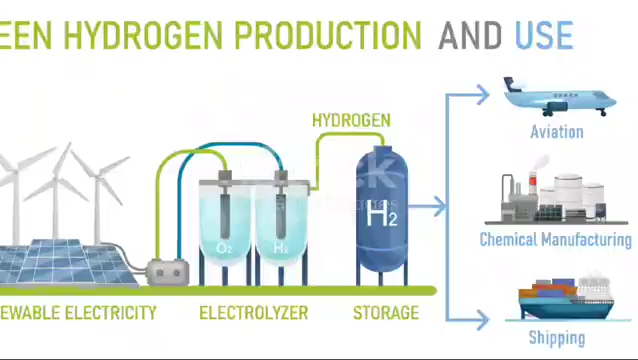 EEN HYDROGEN PRODUCTION AND USE
HYDROGEN
Aviation
O2
H2
H2
Chemical Manufacturing
EWABLE ELECTRICITY
ELECTROLYZER
STORAGE
Shipping